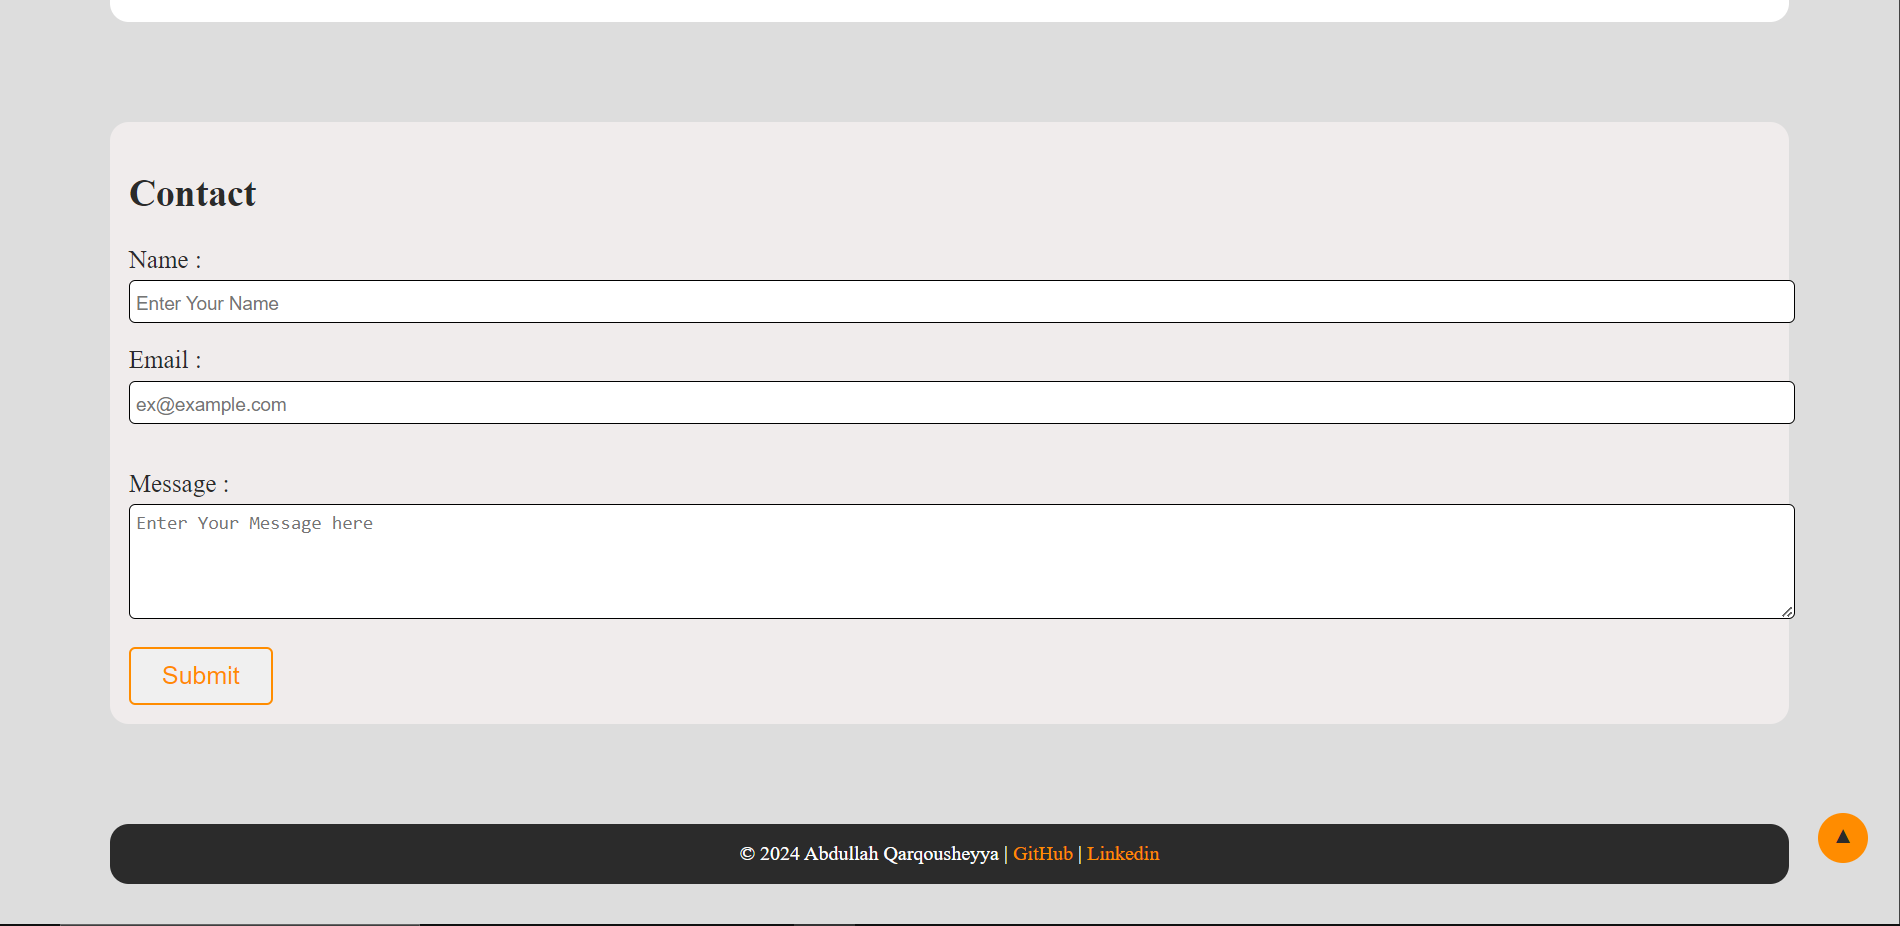 Contact
Name :
Enter Your Name
Email :
ex@example.com
Message :
Enter Your Message here
Submit
© 2024 Abdullah Qarqousheyya | GitHub | Linkedin
▲